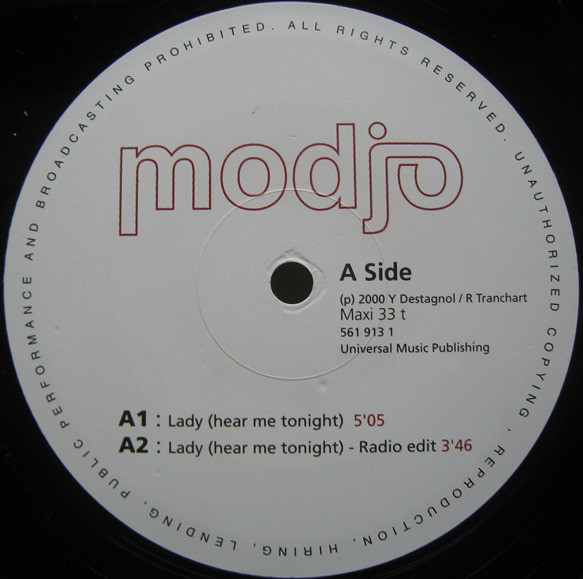 modjo
A Side
(p) 2000 Y Destagnol / R Tranchart
Maxi 33 t
561 913 1
Universal Music Publishing
A1 : Lady (hear me tonight) 5'05
A2 : Lady (hear me tonight) - Radio edit 3'46
ALL RIGHTS RESERVED. UNAUTHORIZED COPYING , REPRODUCTION, HIRING, LENDING, PUBLIC PERFORMANCE AND BROADCASTING PROHIBITED.